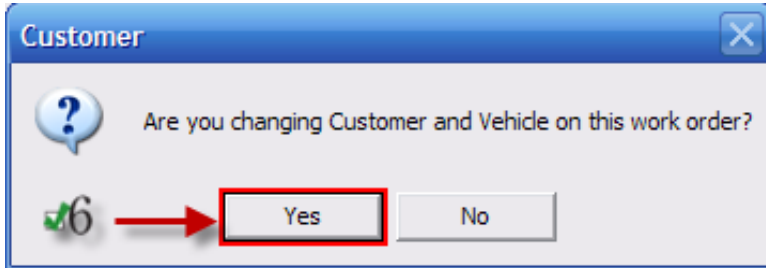 Customer
?
Are you changing Customer and Vehicle on this work order?
6
Yes
No